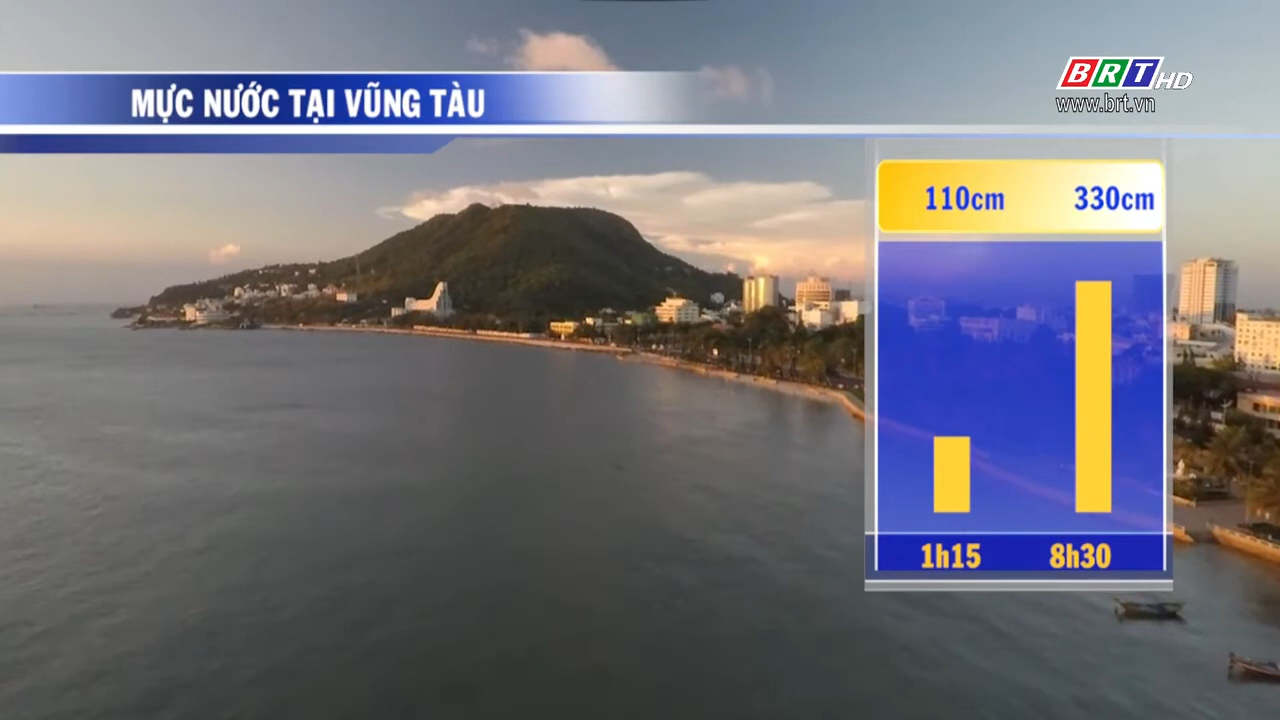 MỰC NƯỚC TẠI VŨNG TÀU
BRT HD
www.brt.vn
110cm 330cm
1h15 8h30